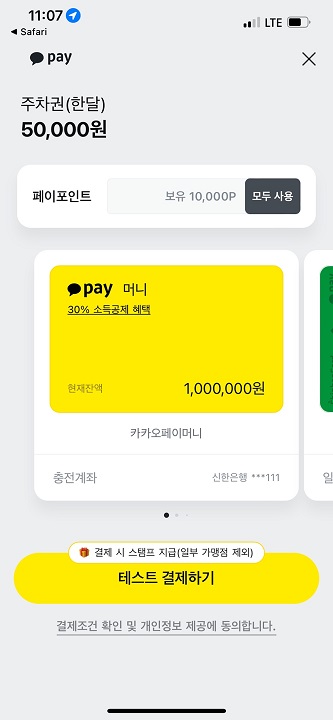 11:07
LTE
◀ Safari
pay
주차권(한달)
50,000원
페이포인트
보유 10,000P
모두 사용
pay 머니
30% 소득공제 혜택
현재잔액
1,000,000원
카카오페이머니
충전계좌
신한은행 ***111
일
결제 시 스탬프 지급(일부 가맹점 제외)
테스트 결제하기
결제조건 확인 및 개인정보 제공에 동의합니다.